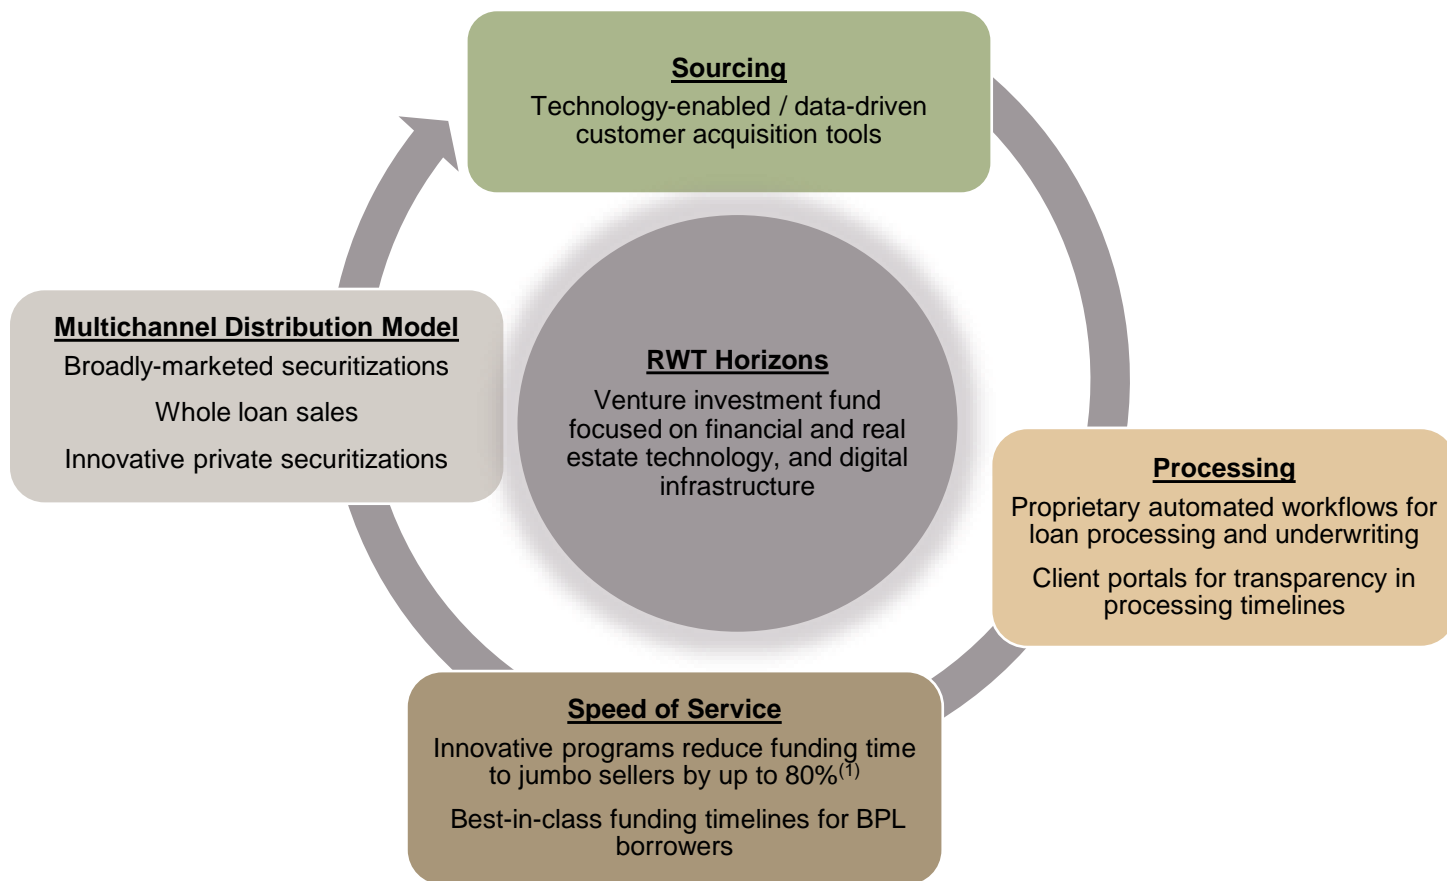 Sourcing
Technology-enabled / data-driven
customer acquisition tools
Multichannel Distribution Model
Broadly-marketed securitizations
Whole loan sales
Innovative private securitizations
RWT Horizons
Venture investment fund
focused on financial and real
estate technology, and digital
infrastructure
Processing
Proprietary automated workflows for
loan processing and underwriting
Client portals for transparency in
processing timelines
Speed of Service
Innovative programs reduce funding time
to jumbo sellers by up to 80%(1)
Best-in-class funding timelines for BPL
borrowers